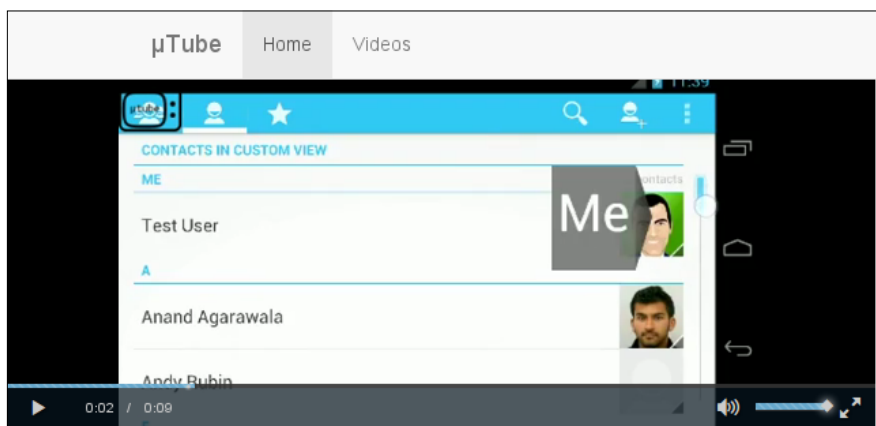 µTube Home Videos
11:39
µtube
CONTACTS IN CUSTOM VIEW
ME contacts
Me
Test User
A
Anand Agarawala
Andy Rubin
0:02 / 0:09